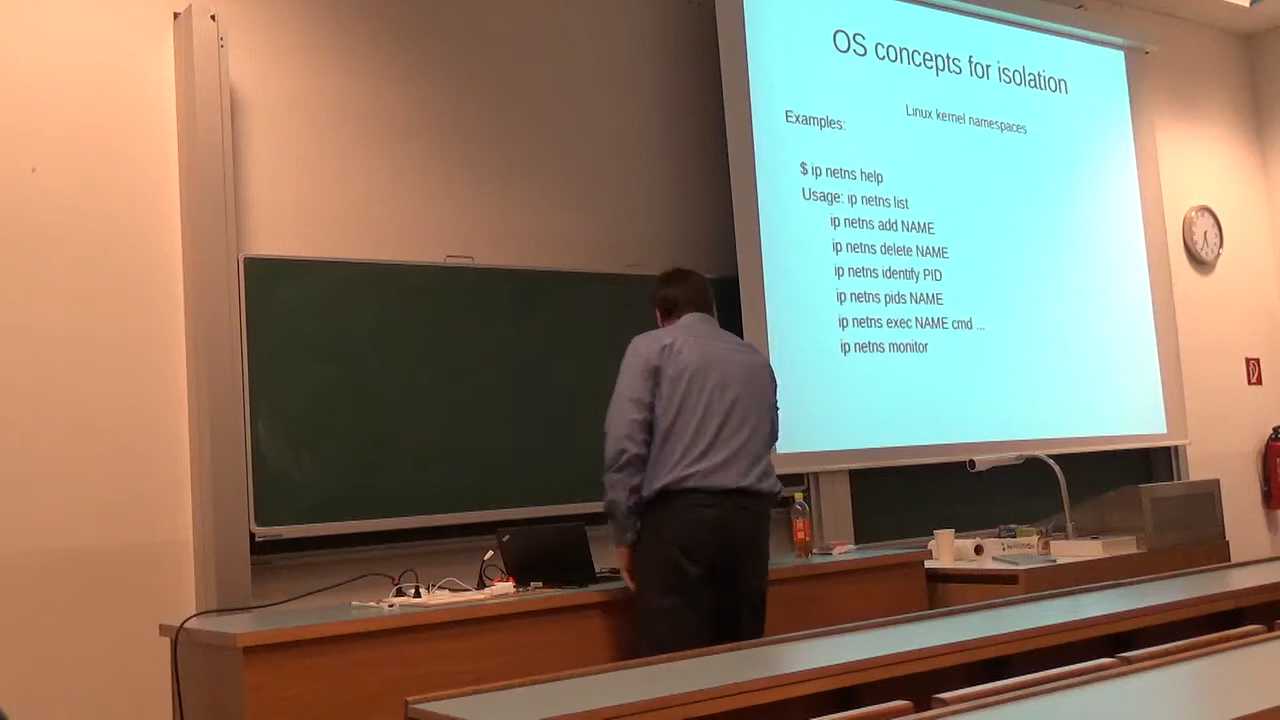 OS concepts for isolation
Linux kernel namespaces
Examples:
$ ip netns help
Usage: ip netns list
ip netns add NAME
ip netns delete NAME
ip netns identify PID
ip netns pids NAME
ip netns exec NAME cmd ...
ip netns monitor